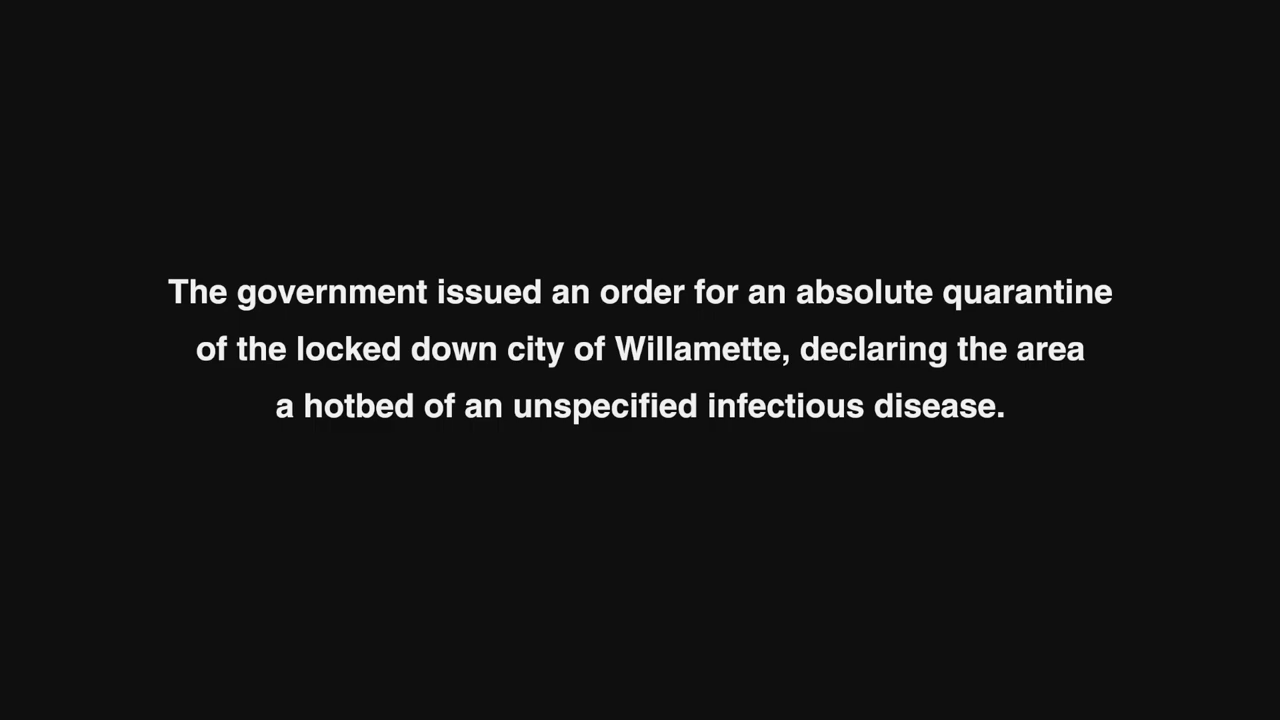 The government issued an order for an absolute quarantine
of the locked down city of Willamette, declaring the area
a hotbed of an unspecified infectious disease.